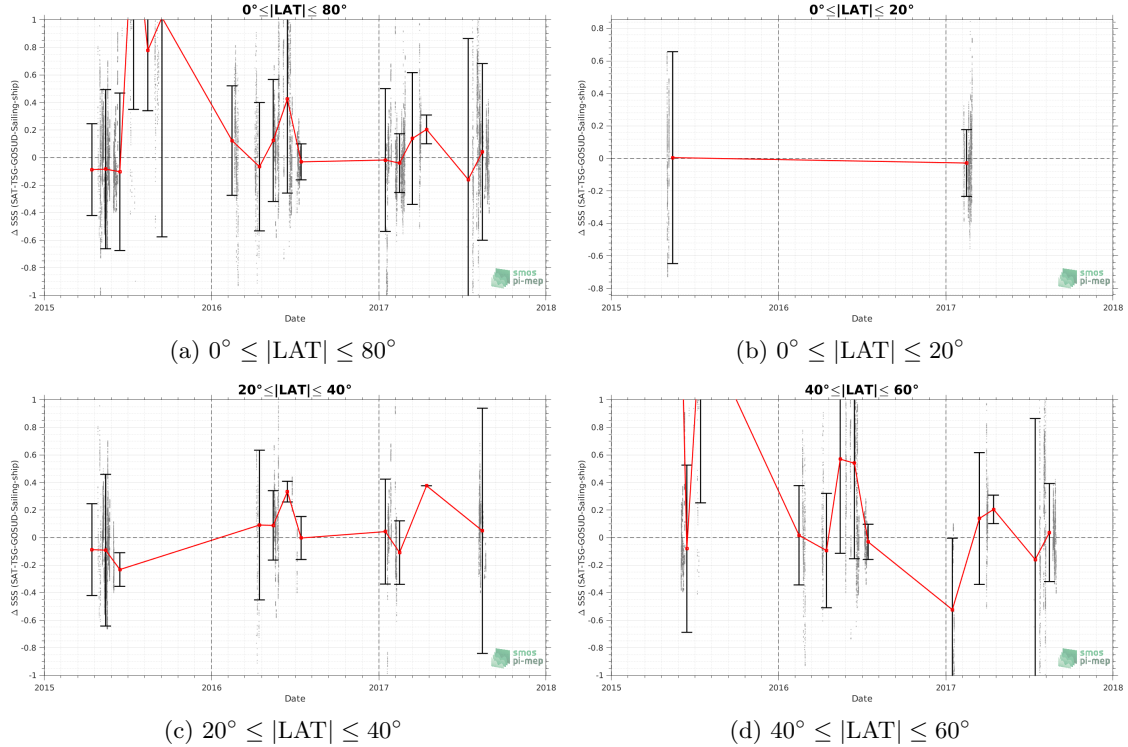 0°≤|LAT|≤ 80°
1
0.8
0.6
0.4
0.2
0
-0.2
-0.4
-0.6
-0.8
-1
Δ SSS (SAT-TSG-GOSUD-Sailing-ship)
2015
2016
2017
2018
Date
smos
pi-mep
(a) 0° ≤ |LAT| ≤ 80°
0°≤|LAT|≤ 20°
0.8
0.6
0.4
0.2
0
-0.2
-0.4
-0.6
-0.8
Δ SSS (SAT-TSG-GOSUD-Sailing-ship)
2015
2016
2017
2018
Date
smos
pi-mep
(b) 0° ≤ |LAT| ≤ 20°
20°≤|LAT|≤ 40°
1
0.8
0.6
0.4
0.2
0
-0.2
-0.4
-0.6
-0.8
-1
Δ SSS (SAT-TSG-GOSUD-Sailing-ship)
2015
2016
2017
2018
Date
smos
pi-mep
(c) 20° ≤ |LAT| ≤ 40°
40°≤|LAT|≤ 60°
1
0.8
0.6
0.4
0.2
0
-0.2
-0.4
-0.6
-0.8
-1
Δ SSS (SAT-TSG-GOSUD-Sailing-ship)
2015
2016
2017
2018
Date
smos
pi-mep
(d) 40° ≤ |LAT| ≤ 60°